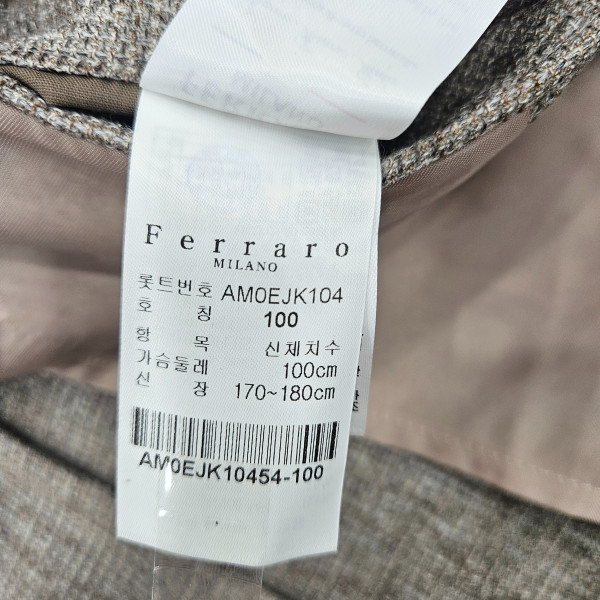 Ferraro
MILANO
롯트번호 AM0EJK104
호 칭 100
항 목 신체치수
가슴둘레 100cm
신 장 170~180cm
AM0EJK10454-100